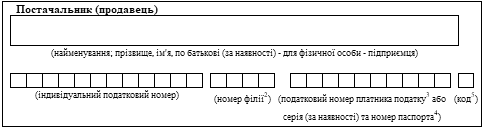 Постачальник (продавець)
(найменування; прізвище, ім'я, по батькові (за наявності) - для фізичної особи - підприємця)
(індивідуальний податковий номер) (номер філії²) (податковий номер платника податку³ або (код⁵)
серія (за наявності) та номер паспорта⁴)